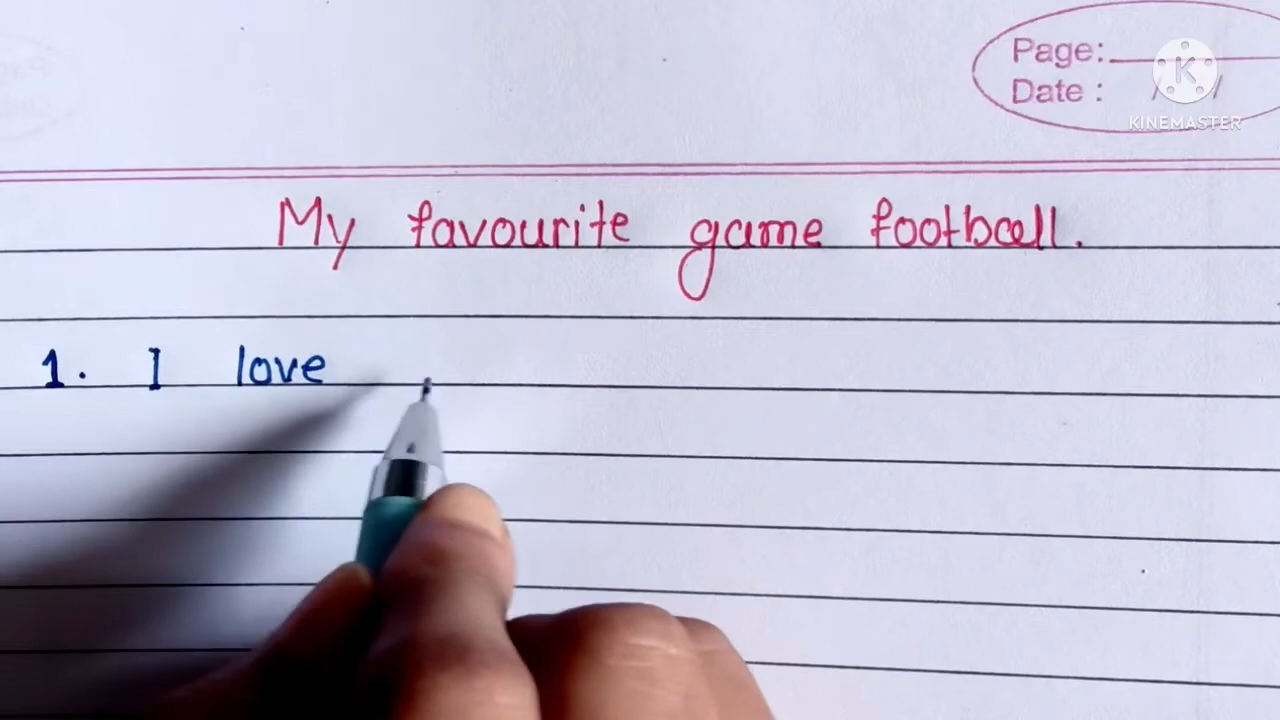 Page:
Date : / /
KINEMASTER
My favourite game football.
1. I love